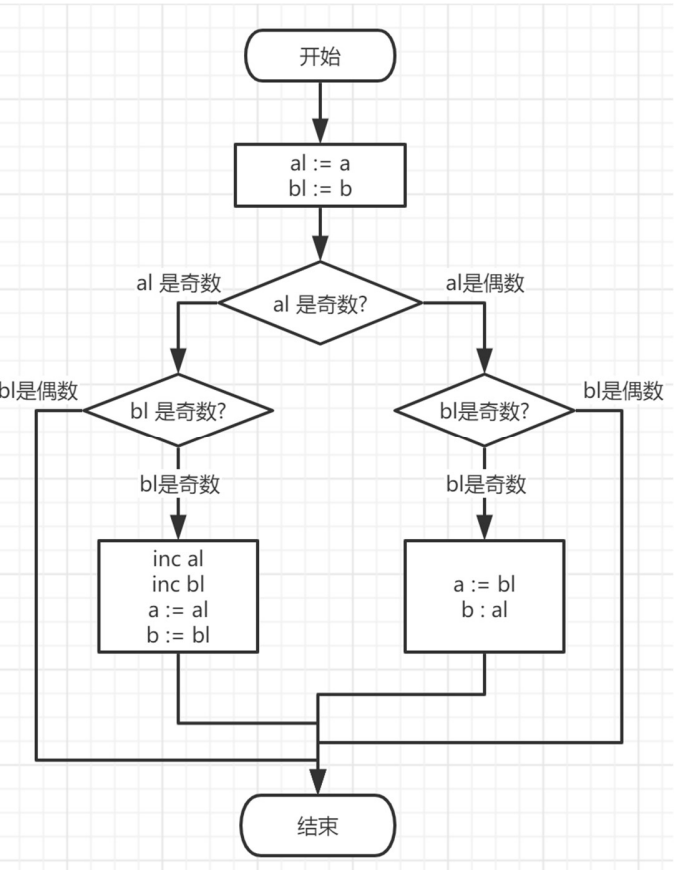 开始
al := a
bl := b
al 是奇数
al是偶数
al 是奇数?
bl是偶数
bl 是奇数?
bl是奇数?
bl是偶数
bl是奇数
bl是奇数
inc al
inc bl
a := al
b := bl
a := bl
b : al
结束